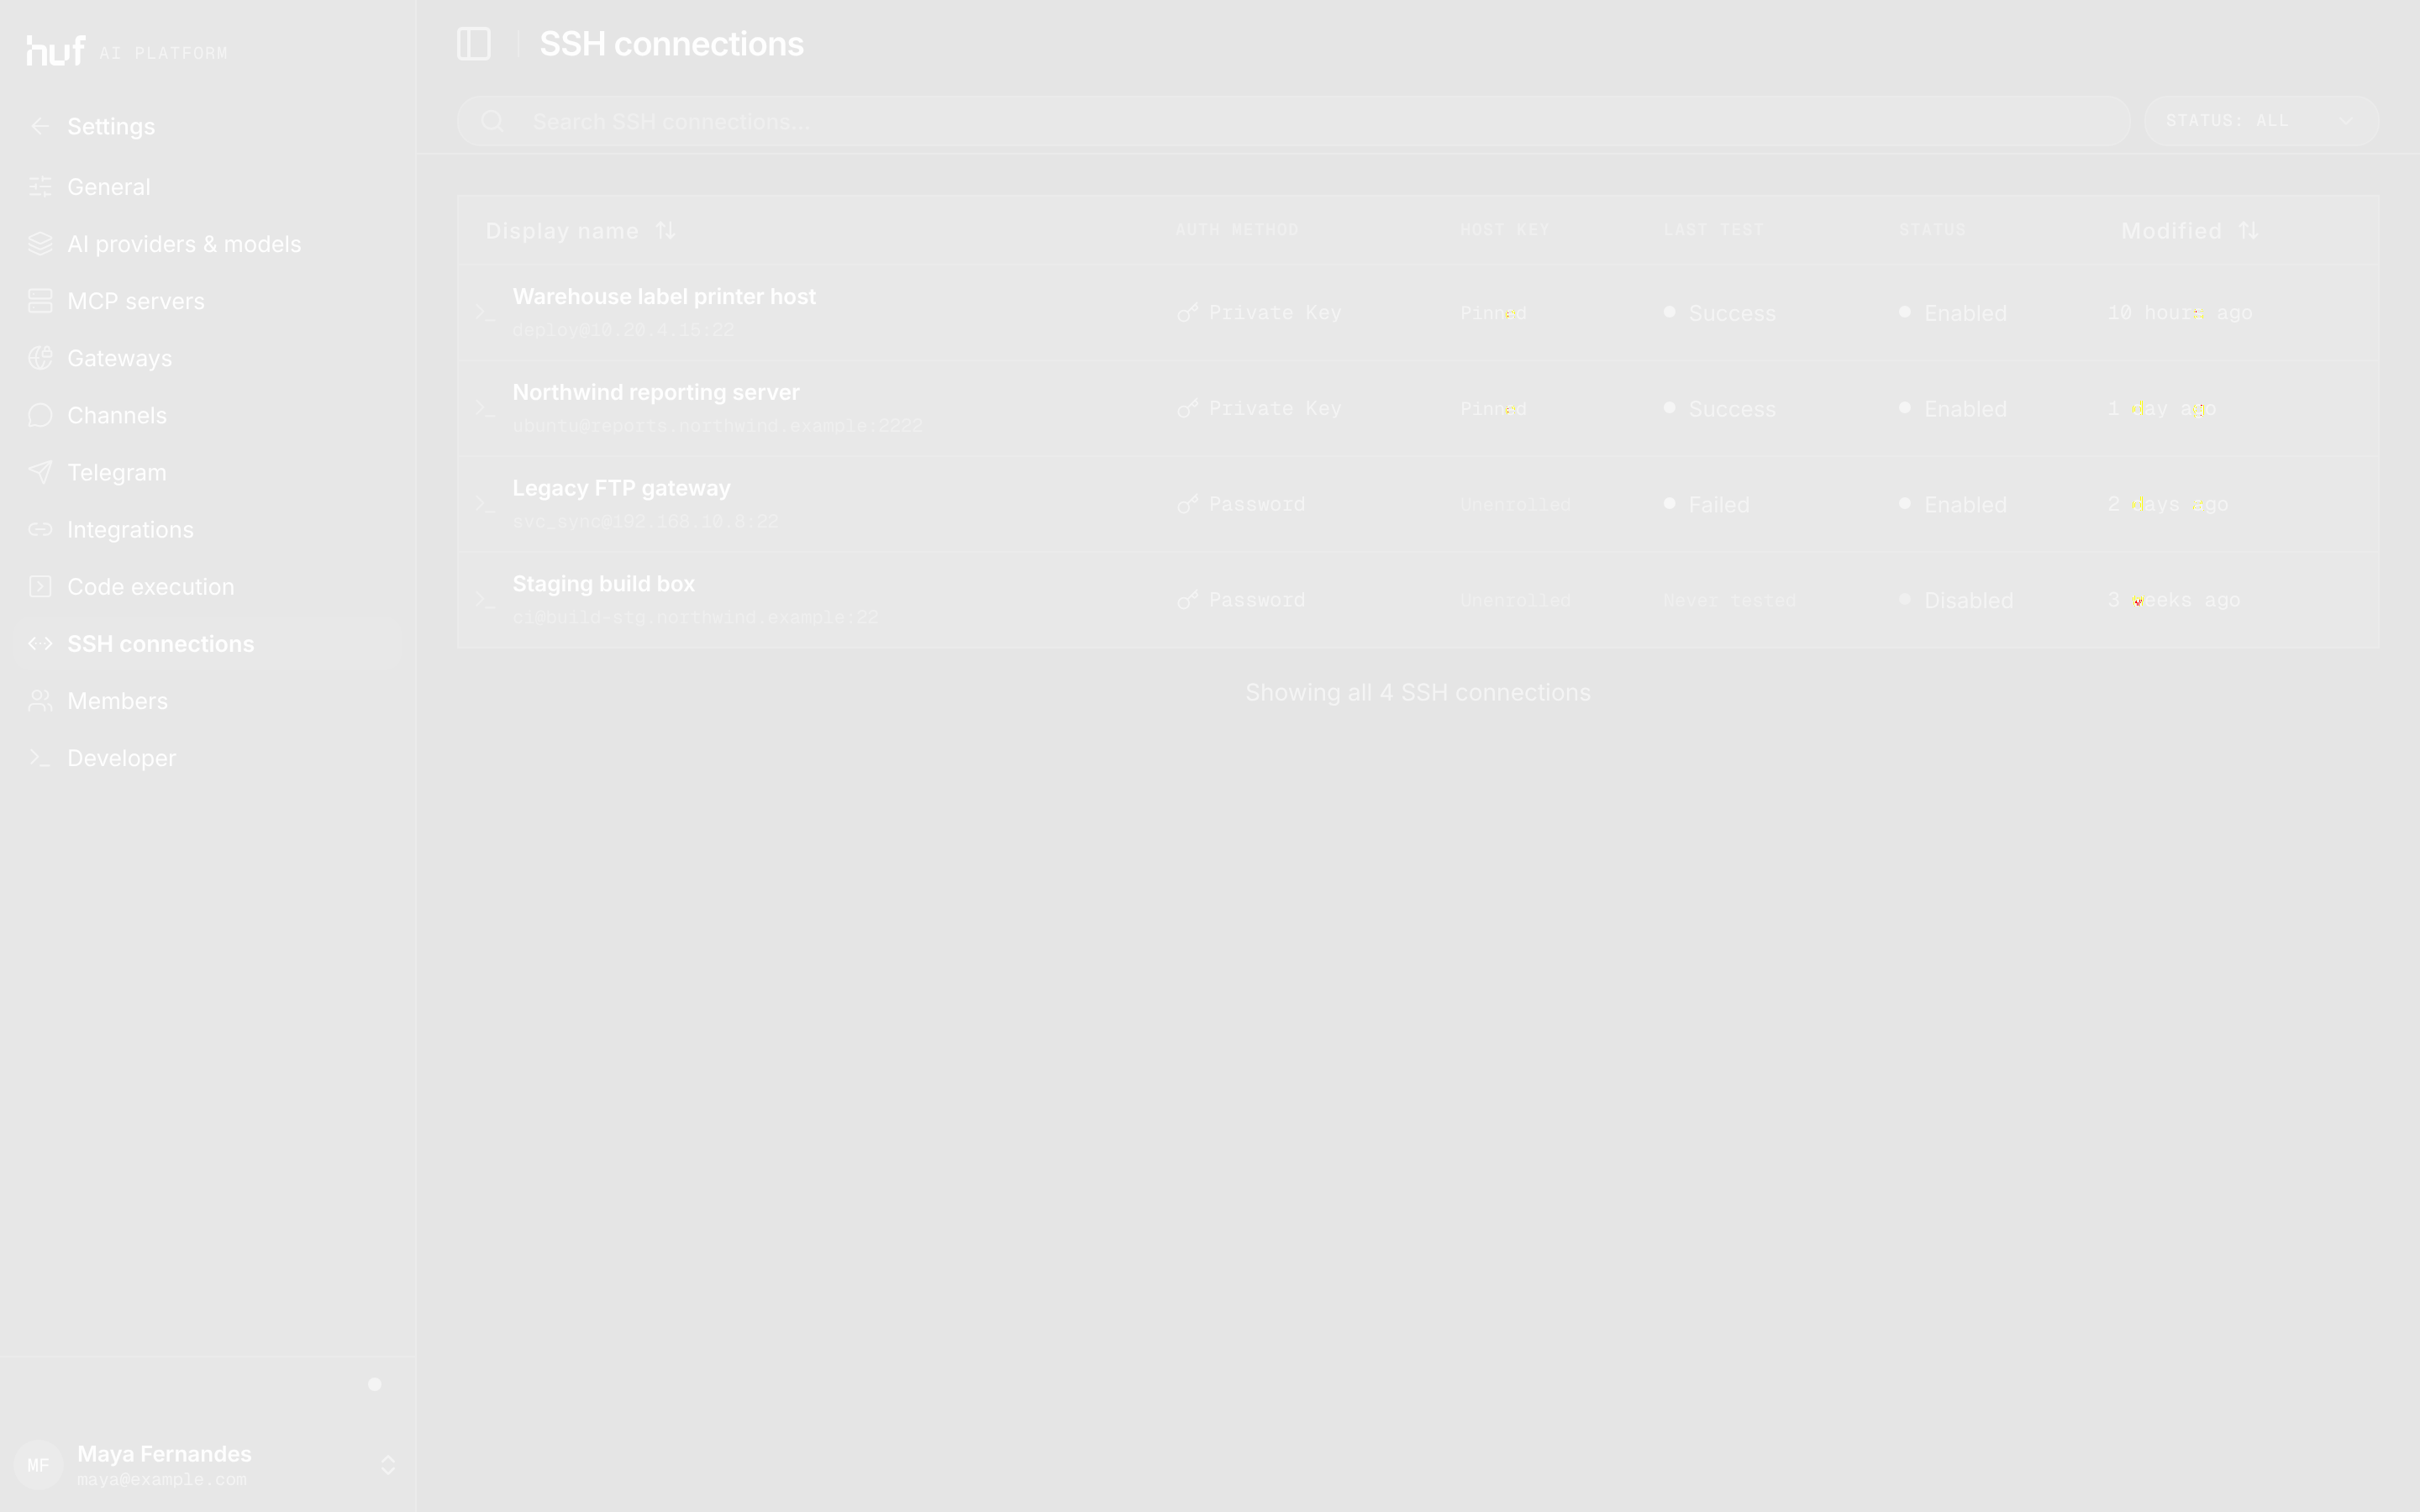 huf AI PLATFORM
Settings
General
AI providers & models
MCP servers
Gateways
Channels
Telegram
Integrations
Code execution
SSH connections
Members
Developer
MF
Maya Fernandes
maya@example.com
SSH connections
Search SSH connections...
STATUS: ALL
Display name AUTH METHOD HOST KEY LAST TEST STATUS Modified
Warehouse label printer host
deploy@10.20.4.15:22
Private Key Pinned Success Enabled 10 hours ago
Northwind reporting server
ubuntu@reports.northwind.example:2222
Private Key Pinned Success Enabled 1 day ago
Legacy FTP gateway
svc_sync@192.168.10.8:22
Password Unenrolled Failed Enabled 2 days ago
Staging build box
ci@build-stg.northwind.example:22
Password Unenrolled Never tested Disabled 3 weeks ago
Showing all 4 SSH connections